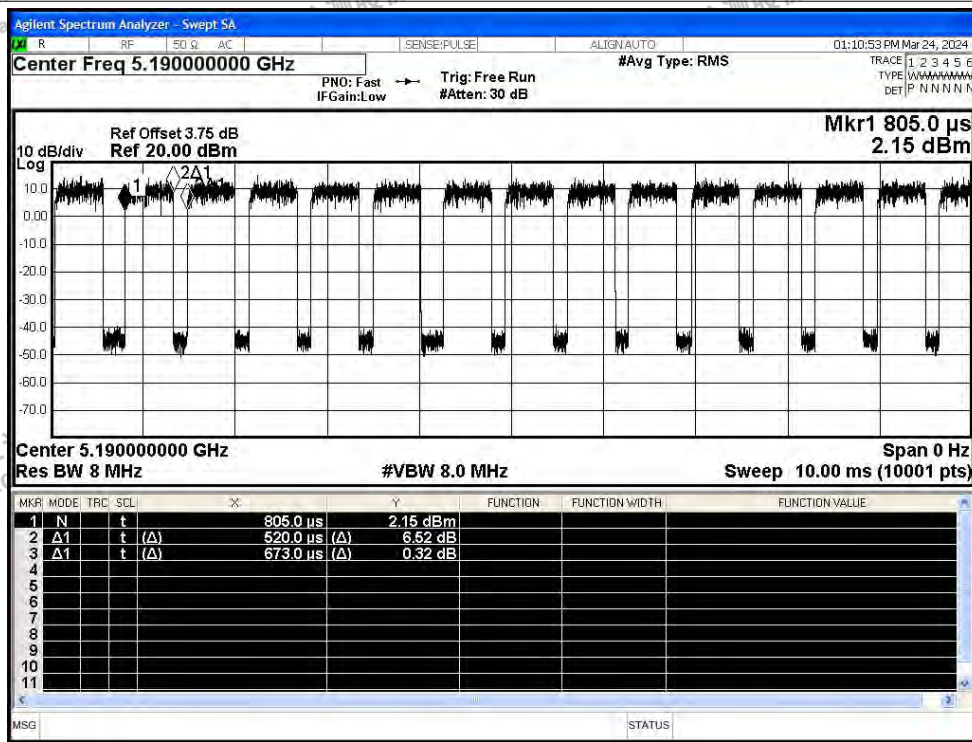 Agilent Spectrum Analyzer - Swept SA
R RF 50 Ω AC SENSE:PULSE ALIGNAUTO 01:10:53 PM Mar 24, 2024
Center Freq 5.190000000 GHz #Avg Type: RMS TRACE 1 2 3 4 5 6
PNO: Fast Trig: Free Run TYPE
IFGain:Low #Atten: 30 dB DET P N N N N N
Mkr1 805.0 µs
Ref Offset 3.75 dB
10 dB/div Ref 20.00 dBm 2.15 dBm
Log
2Δ1
10.0 1
0.00
-10.0
-20.0
-30.0
-40.0
-50.0
-60.0
-70.0
Center 5.190000000 GHz Span 0 Hz
Res BW 8 MHz #VBW 8.0 MHz Sweep 10.00 ms (10001 pts)
MKR MODE TRC SCL X Y FUNCTION FUNCTION WIDTH FUNCTION VALUE
1 N t 805.0 µs 2.15 dBm
2 Δ1 t (Δ) 520.0 µs (Δ) 6.52 dB
3 Δ1 t (Δ) 673.0 µs (Δ) 0.32 dB
4
5
6
7
8
9
10
11
MSG STATUS